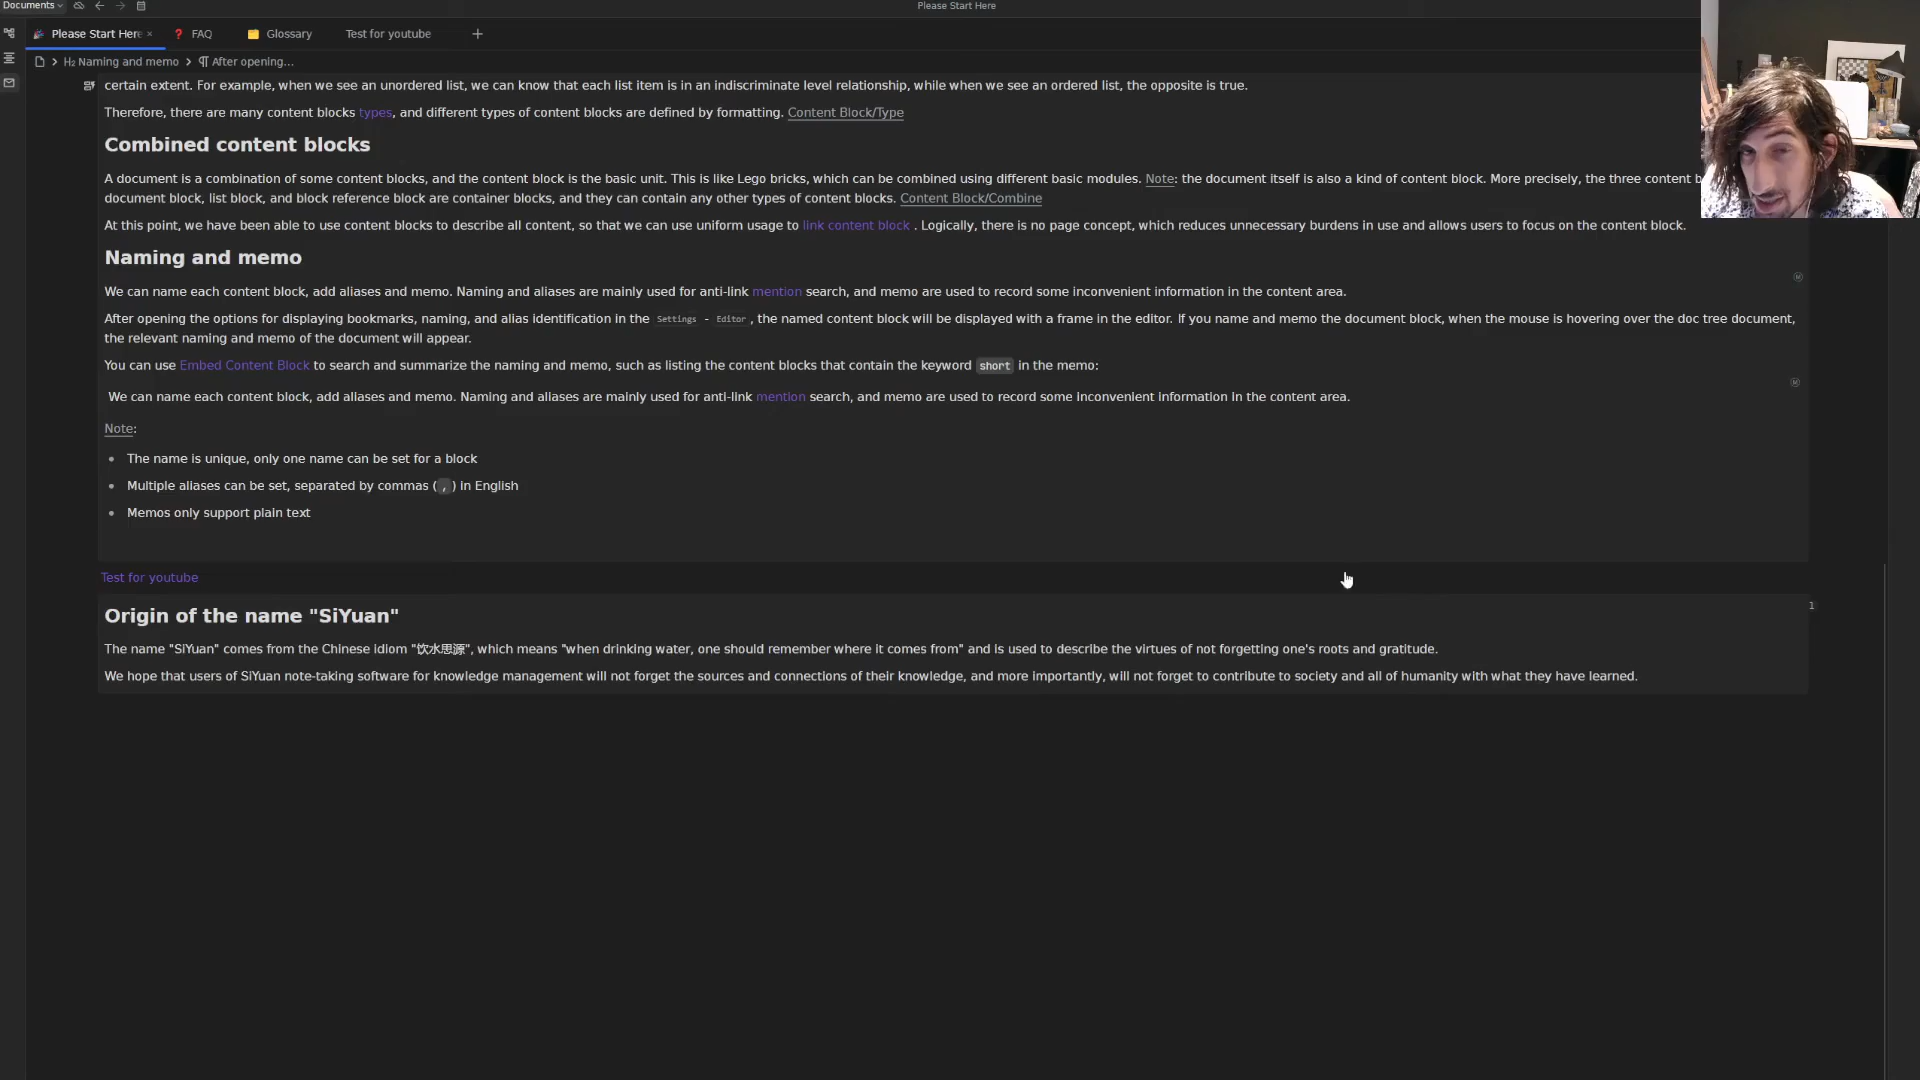 Documents
Please Start Here
Please Start Here
FAQ
Glossary
Test for youtube
H2 Naming and memo
After opening...
certain extent. For example, when we see an unordered list, we can know that each list item is in an indiscriminate level relationship, while when we see an ordered list, the opposite is true.
Therefore, there are many content blocks types, and different types of content blocks are defined by formatting. Content Block/Type
Combined content blocks
A document is a combination of some content blocks, and the content block is the basic unit. This is like Lego bricks, which can be combined using different basic modules. Note: the document itself is also a kind of content block. More precisely, the three content b
document block, list block, and block reference block are container blocks, and they can contain any other types of content blocks. Content Block/Combine
At this point, we have been able to use content blocks to describe all content, so that we can use uniform usage to link content block . Logically, there is no page concept, which reduces unnecessary burdens in use and allows users to focus on the content block.
Naming and memo
M
We can name each content block, add aliases and memo. Naming and aliases are mainly used for anti-link mention search, and memo are used to record some inconvenient information in the content area.
After opening the options for displaying bookmarks, naming, and alias identification in the Settings - Editor, the named content block will be displayed with a frame in the editor. If you name and memo the document block, when the mouse is hovering over the doc tree document,
the relevant naming and memo of the document will appear.
You can use Embed Content Block to search and summarize the naming and memo, such as listing the content blocks that contain the keyword short in the memo:
M
We can name each content block, add aliases and memo. Naming and aliases are mainly used for anti-link mention search, and memo are used to record some inconvenient information in the content area.
Note:
• The name is unique, only one name can be set for a block
• Multiple aliases can be set, separated by commas (,) in English
• Memos only support plain text
Test for youtube
1
Origin of the name "SiYuan"
The name "SiYuan" comes from the Chinese idiom "饮水思源", which means "when drinking water, one should remember where it comes from" and is used to describe the virtues of not forgetting one's roots and gratitude.
We hope that users of SiYuan note-taking software for knowledge management will not forget the sources and connections of their knowledge, and more importantly, will not forget to contribute to society and all of humanity with what they have learned.